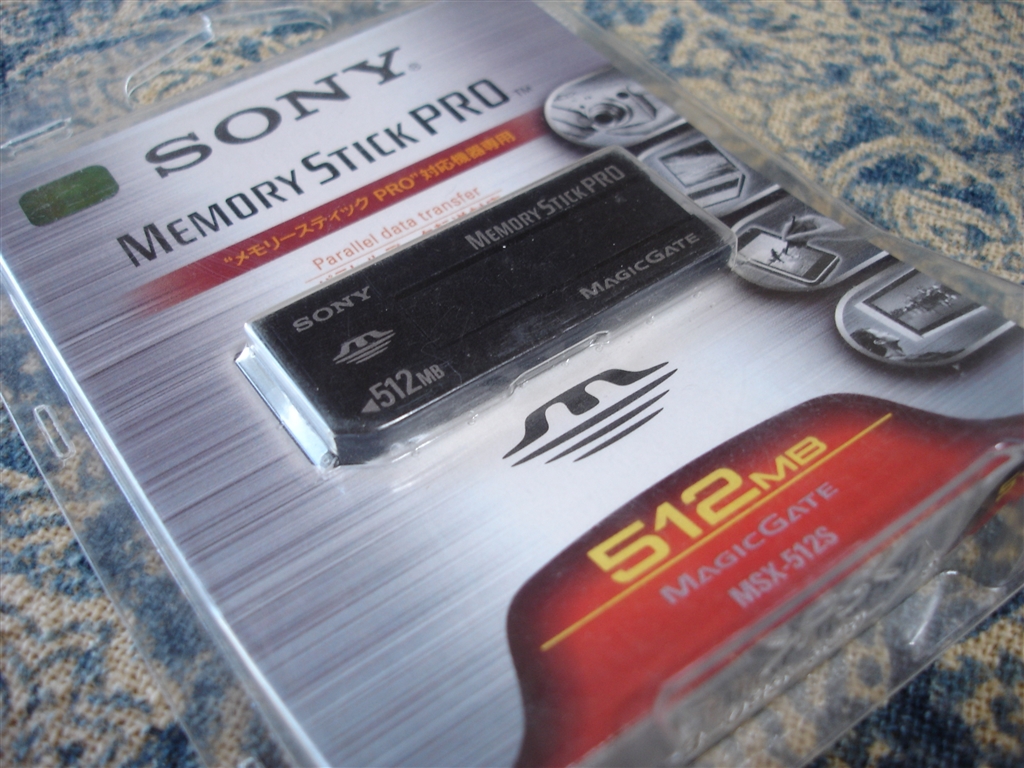 SONY®
MEMORY STICK PRO™
"メモリースティック PRO"対応機器専用
Parallel data transfer
MEMORY STICK PRO
SONY
MAGICGATE
512MB
512MB
MAGICGATE
MSX-512S